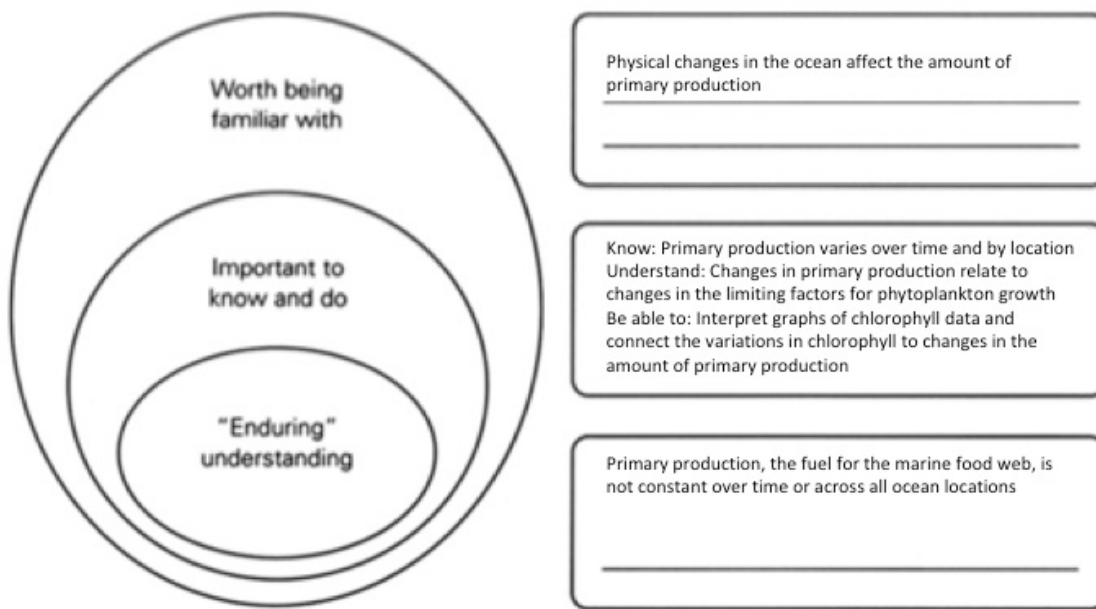 Worth being
familiar with
Physical changes in the ocean affect the amount of
primary production
Important to
know and do
Know: Primary production varies over time and by location
Understand: Changes in primary production relate to
changes in the limiting factors for phytoplankton growth
Be able to: Interpret graphs of chlorophyll data and
connect the variations in chlorophyll to changes in the
amount of primary production
"Enduring"
understanding
Primary production, the fuel for the marine food web, is
not constant over time or across all ocean locations